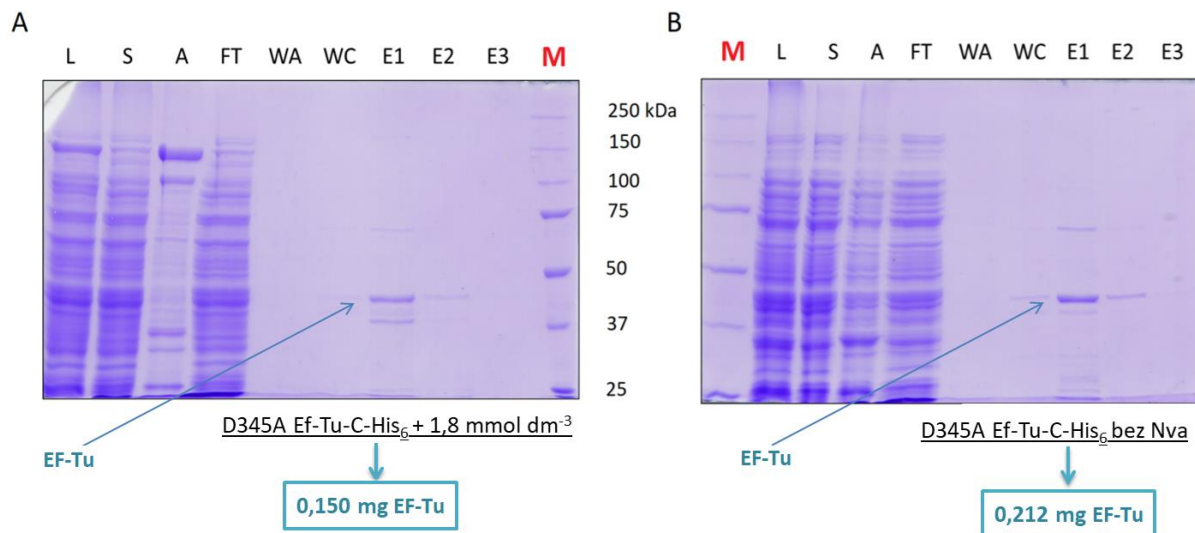 A
L S A FT WA WC E1 E2 E3 M
250 kDa
150
100
75
50
37
25
EF-Tu
D345A Ef-Tu-C-His₆ + 1,8 mmol dm⁻³
0,150 mg EF-Tu
B
M L S A FT WA WC E1 E2 E3
EF-Tu
D345A Ef-Tu-C-His₆ bez Nva
0,212 mg EF-Tu